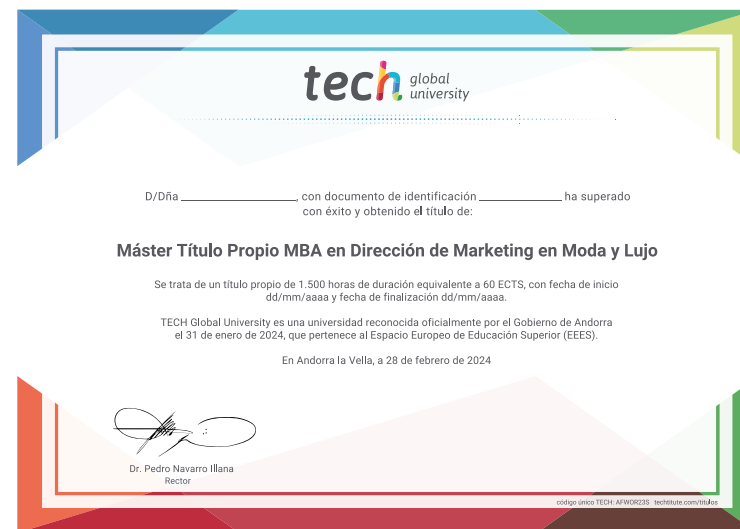 tech global university
D/Dña ____________, con documento de identificación ____________ ha superado
con éxito y obtenido el título de:
Máster Título Propio MBA en Dirección de Marketing en Moda y Lujo
Se trata de un título propio de 1.500 horas de duración equivalente a 60 ECTS, con fecha de inicio
dd/mm/aaaa y fecha de finalización dd/mm/aaaa.
TECH Global University es una universidad reconocida oficialmente por el Gobierno de Andorra
el 31 de enero de 2024, que pertenece al Espacio Europeo de Educación Superior (EEES).
En Andorra la Vella, a 28 de febrero de 2024
Dr. Pedro Navarro Illana
Rector
código único TECH: AFWOR23S techtitute.com/titulos